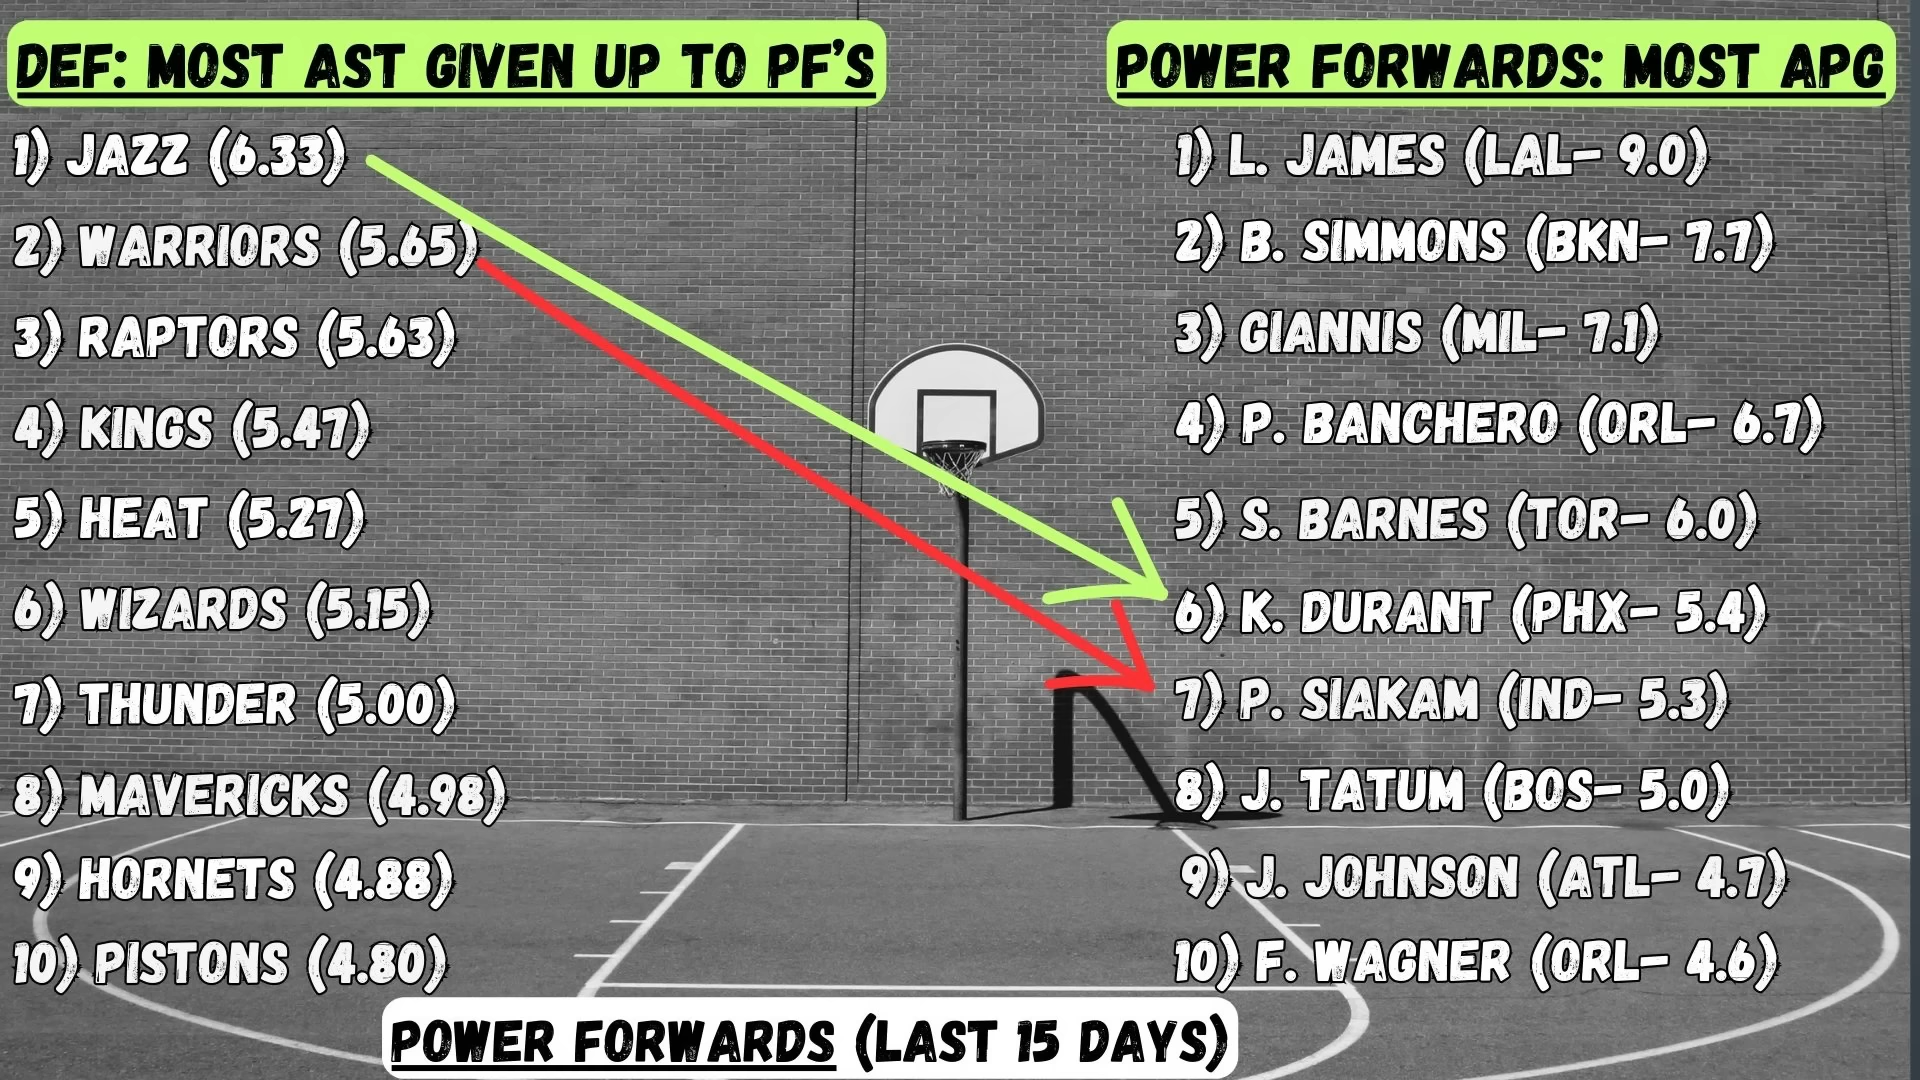 DEF: MOST AST GIVEN UP TO PF'S
1) JAZZ (6.33)
2) WARRIORS (5.65)
3) RAPTORS (5.63)
4) KINGS (5.47)
5) HEAT (5.27)
6) WIZARDS (5.15)
7) THUNDER (5.00)
8) MAVERICKS (4.98)
9) HORNETS (4.88)
10) PISTONS (4.80)
POWER FORWARDS: MOST APG
1) L. JAMES (LAL– 9.0)
2) B. SIMMONS (BKN– 7.7)
3) GIANNIS (MIL– 7.1)
4) P. BANCHERO (ORL– 6.7)
5) S. BARNES (TOR– 6.0)
6) K. DURANT (PHX– 5.4)
7) P. SIAKAM (IND– 5.3)
8) J. TATUM (BOS– 5.0)
9) J. JOHNSON (ATL– 4.7)
10) F. WAGNER (ORL– 4.6)
POWER FORWARDS (LAST 15 DAYS)